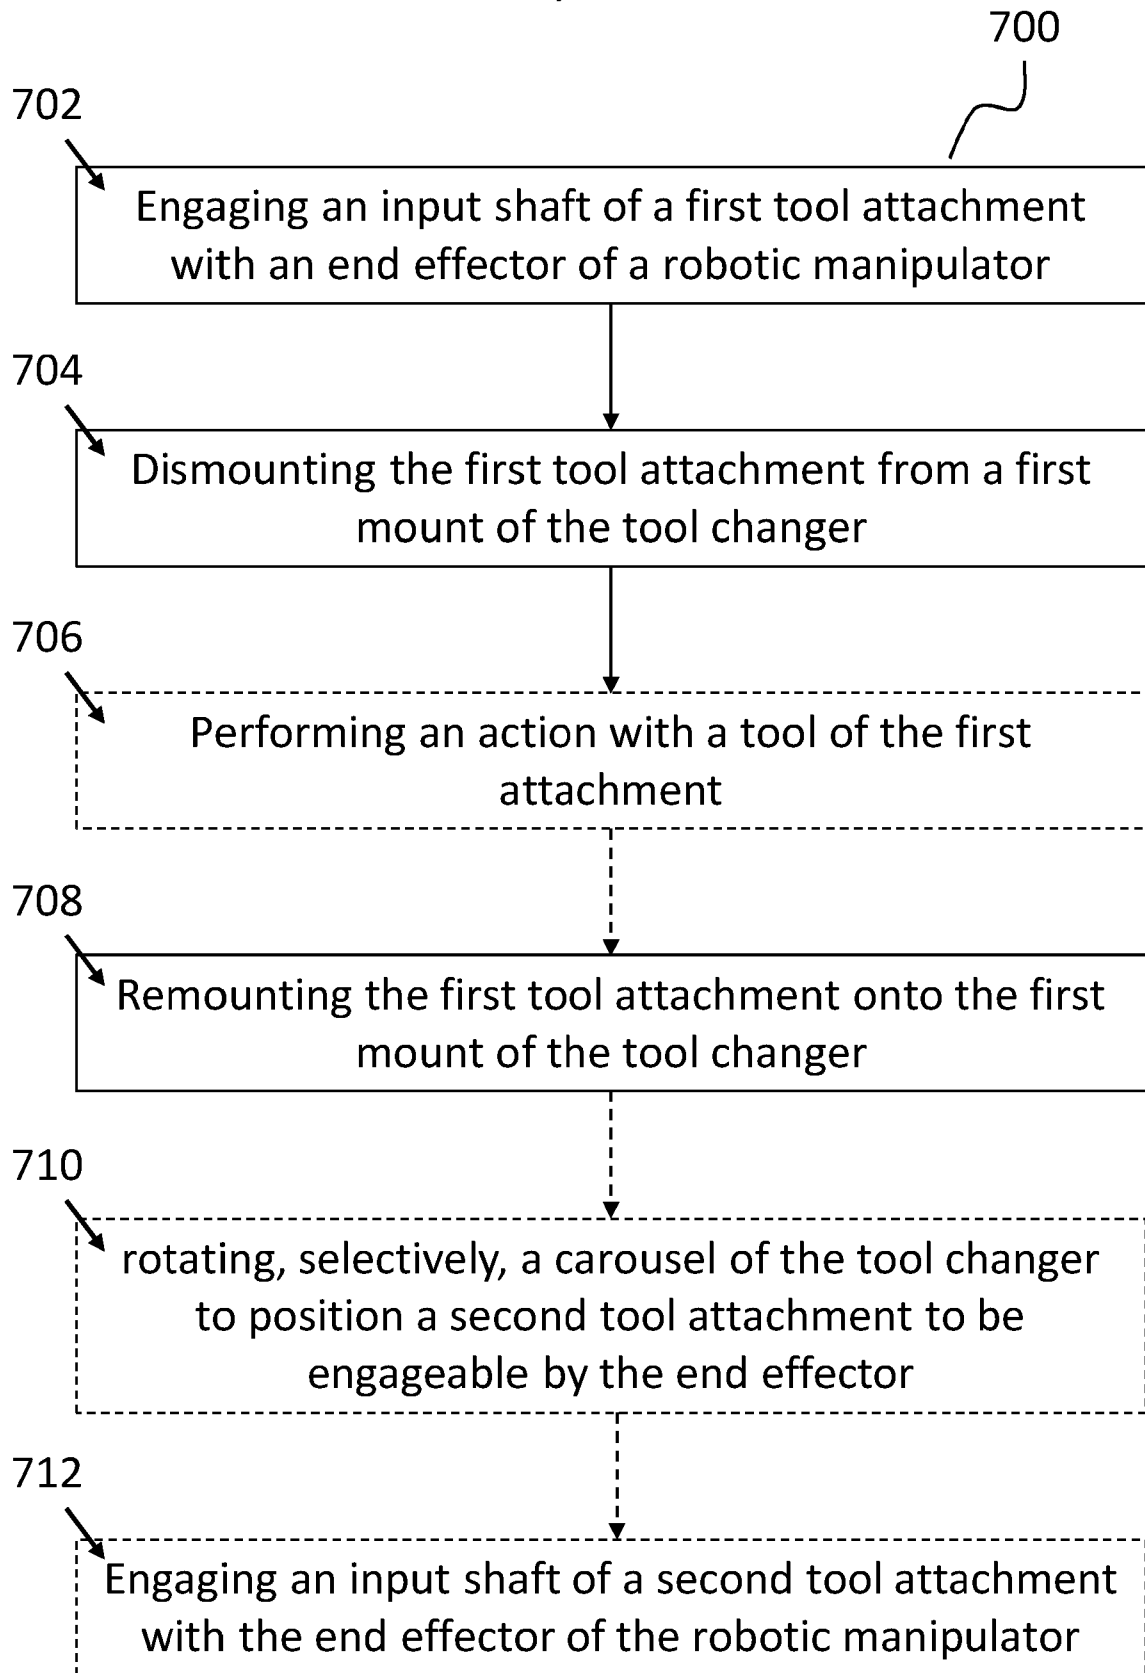 700
702
Engaging an input shaft of a first tool attachment
with an end effector of a robotic manipulator
704
Dismounting the first tool attachment from a first
mount of the tool changer
706
Performing an action with a tool of the first
attachment
708
Remounting the first tool attachment onto the first
mount of the tool changer
710
rotating, selectively, a carousel of the tool changer
to position a second tool attachment to be
engageable by the end effector
712
Engaging an input shaft of a second tool attachment
with the end effector of the robotic manipulator